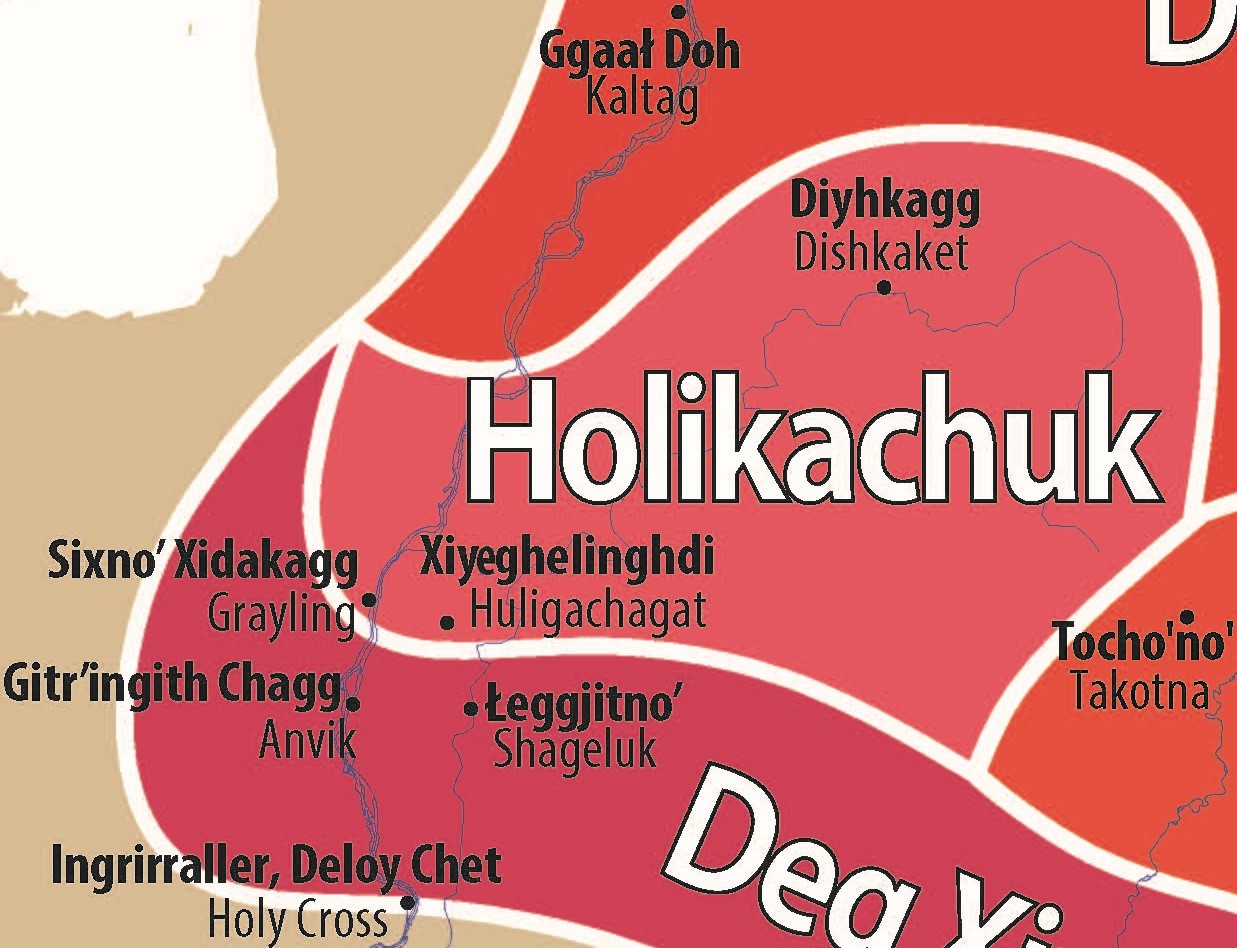 D
Ggaał Doh
Kaltag
Diyhkagg
Dishkaket
Holikachuk
Sixno' Xidakagg
Grayling
Xiyeghelinghdi
Huligachagat
Tocho'no'
Takotna
Gitr'ingith Chagg
Anvik
Łeggjitno'
Shageluk
Deg Xi
Ingrirraller, Deloy Chet
Holy Cross